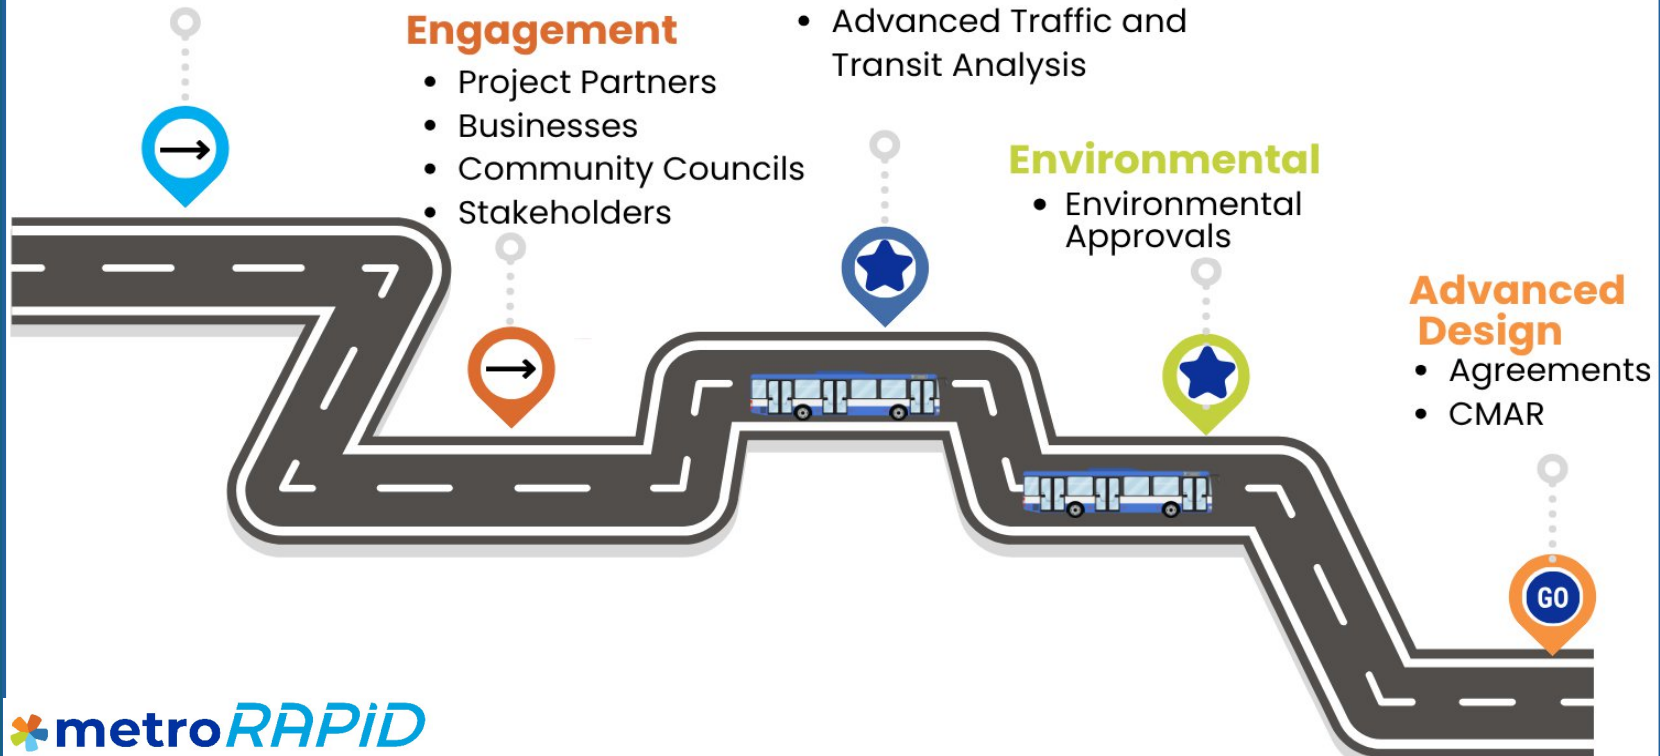 Engagement
• Project Partners
• Businesses
• Community Councils
• Stakeholders
• Advanced Traffic and
Transit Analysis
Environmental
• Environmental
Approvals
Advanced
Design
• Agreements
• CMAR
GO
metroRAPID